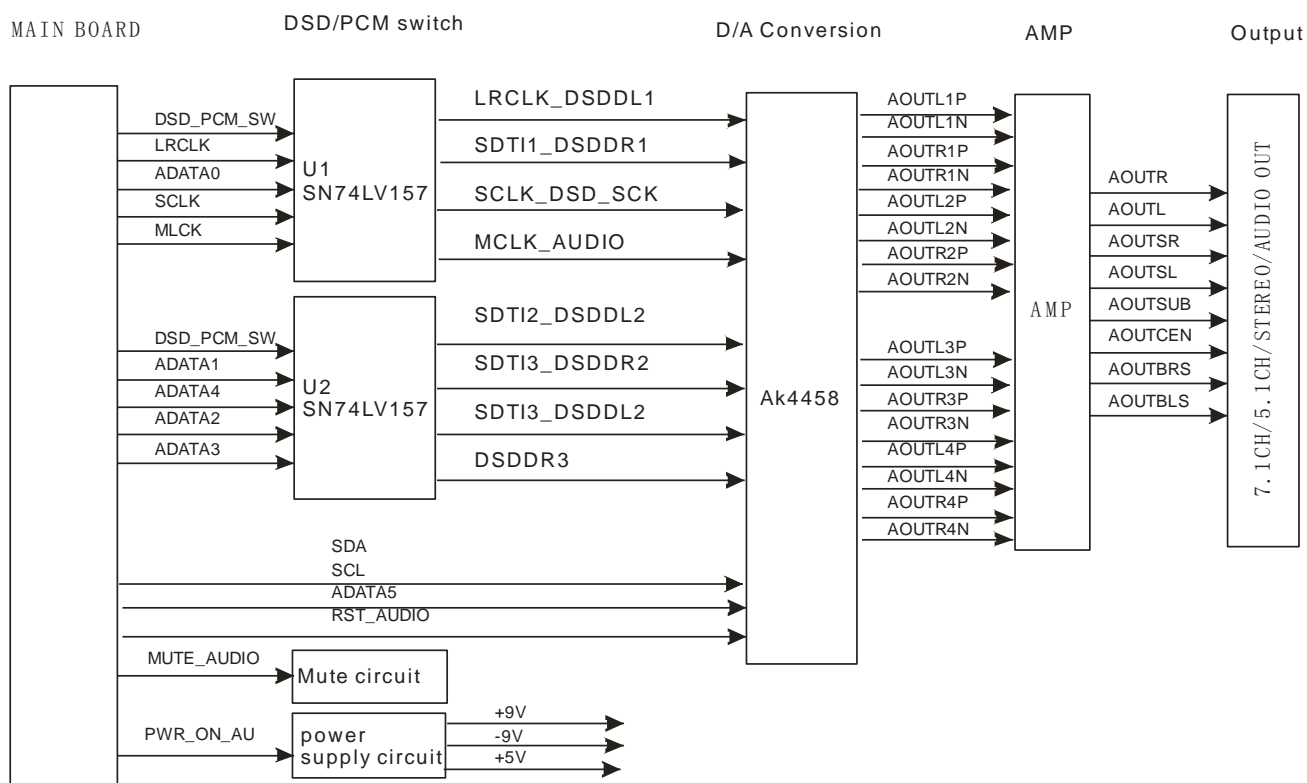 MAIN BOARD
DSD/PCM switch
D/A Conversion
AMP
Output
DSD_PCM_SW
LRCLK
ADATA0
SCLK
MLCK
U1
SN74LV157
LRCLK_DSDDL1
SDTI1_DSDDR1
SCLK_DSD_SCK
MCLK_AUDIO
DSD_PCM_SW
ADATA1
ADATA4
ADATA2
ADATA3
U2
SN74LV157
SDTI2_DSDDL2
SDTI3_DSDDR2
SDTI3_DSDDL2
DSDDR3
SDA
SCL
ADATA5
RST_AUDIO
MUTE_AUDIO
Mute circuit
PWR_ON_AU
power
supply circuit
+9V
-9V
+5V
Ak4458
AOUTL1P
AOUTL1N
AOUTR1P
AOUTR1N
AOUTL2P
AOUTL2N
AOUTR2P
AOUTR2N
AOUTL3P
AOUTL3N
AOUTR3P
AOUTR3N
AOUTL4P
AOUTL4N
AOUTR4P
AOUTR4N
AMP
AOUTR
AOUTL
AOUTSR
AOUTSL
AOUTSUB
AOUTCEN
AOUTBRS
AOUTBLS
7.1CH/5.1CH/STEREO/AUDIO OUT